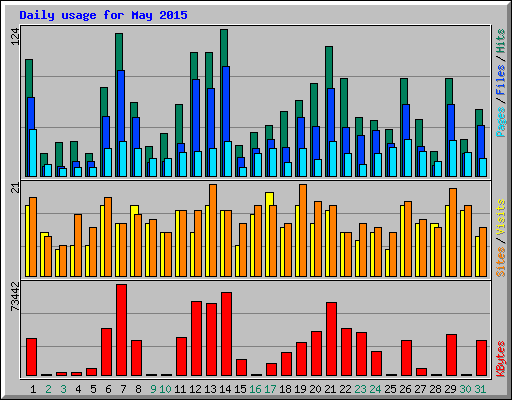 Daily usage for May 2015
124
Pages / Files / Hits
21
Sites / Visits
73442
KBytes
1 2 3 4 5 6 7 8 9 10 11 12 13 14 15 16 17 18 19 20 21 22 23 24 25 26 27 28 29 30 31